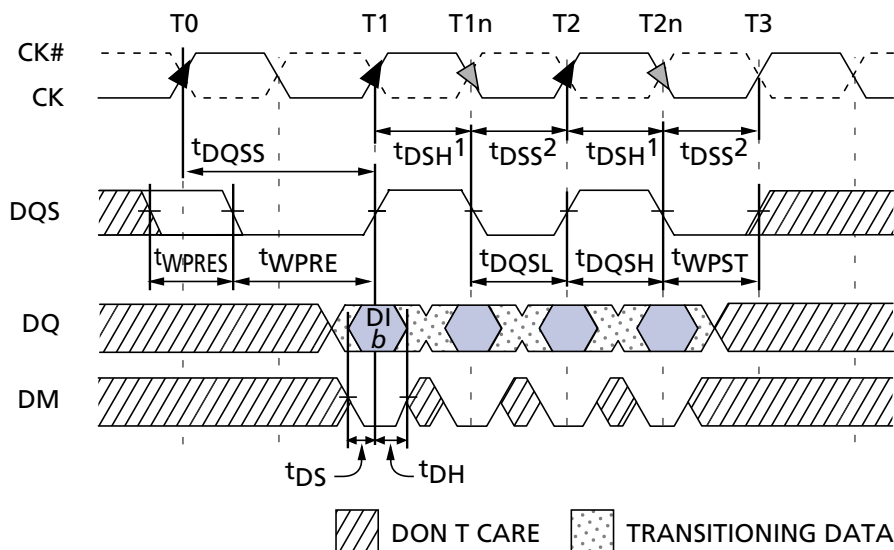 T0 T1 T1n T2 T2n T3
CK#
CK
tDQSS
tDSH1 tDSS2 tDSH1 tDSS2
DQS
tWPRES tWPRE tDQSL tDQSH tWPST
DQ
DI
b
DM
tDS tDH
DON T CARE TRANSITIONING DATA